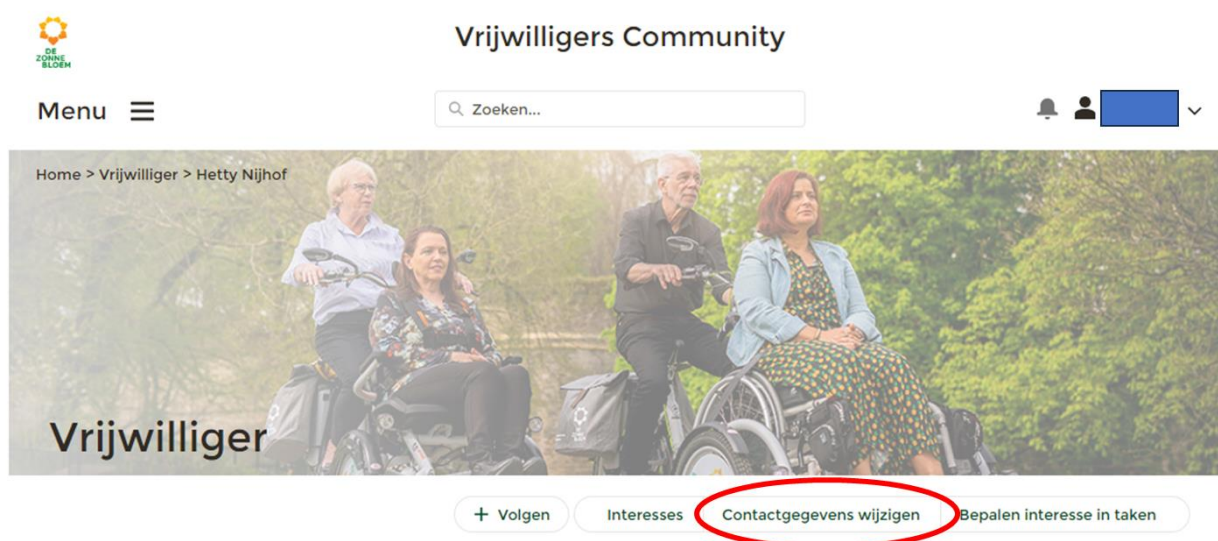 DE
ZONNE
BLOEM
Vrijwilligers Community
Menu
Zoeken...
Home > Vrijwilliger > Hetty Nijhof
Vrijwilliger
+ Volgen Interesses Contactgegevens wijzigen Bepalen interesse in taken